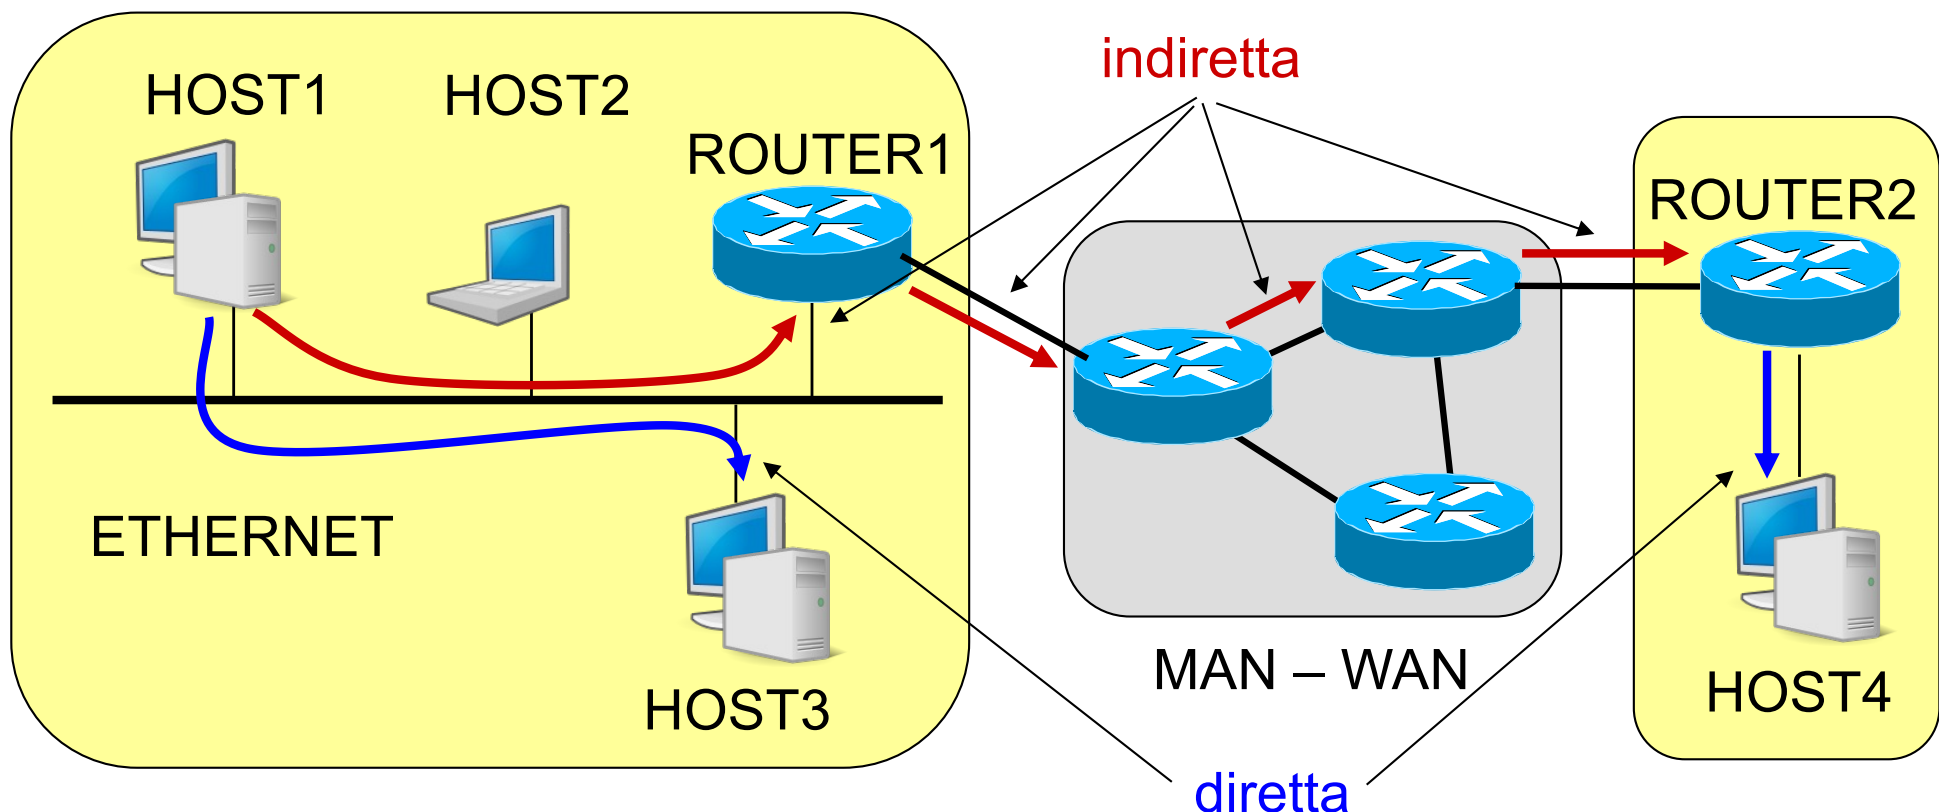 indiretta
HOST1
HOST2
ROUTER1
ROUTER2
ETHERNET
MAN – WAN
HOST3
HOST4
diretta